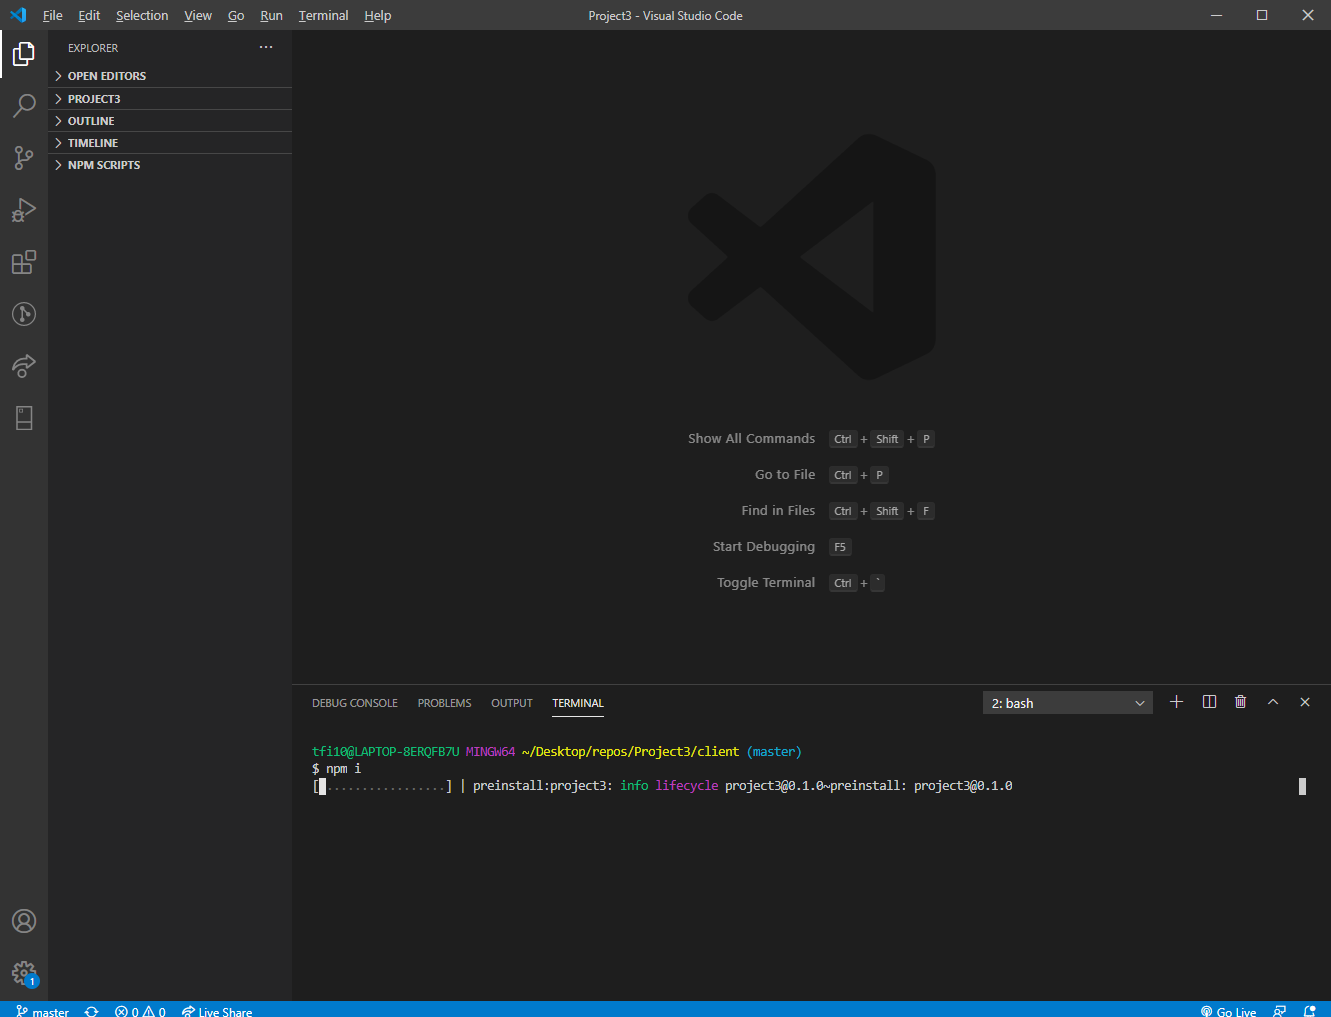 File Edit Selection View Go Run Terminal Help Project3 - Visual Studio Code
EXPLORER ...
OPEN EDITORS
PROJECT3
OUTLINE
TIMELINE
NPM SCRIPTS
Show All Commands Ctrl + Shift + P
Go to File Ctrl + P
Find in Files Ctrl + Shift + F
Start Debugging F5
Toggle Terminal Ctrl + `
DEBUG CONSOLE PROBLEMS OUTPUT TERMINAL 2: bash
tfi10@LAPTOP-8ERQFB7U MINGW64 ~/Desktop/repos/Project3/client (master)
$ npm i
[ .................] | preinstall:project3: info lifecycle project3@0.1.0~preinstall: project3@0.1.0
1
master 0 0 Live Share Go Live